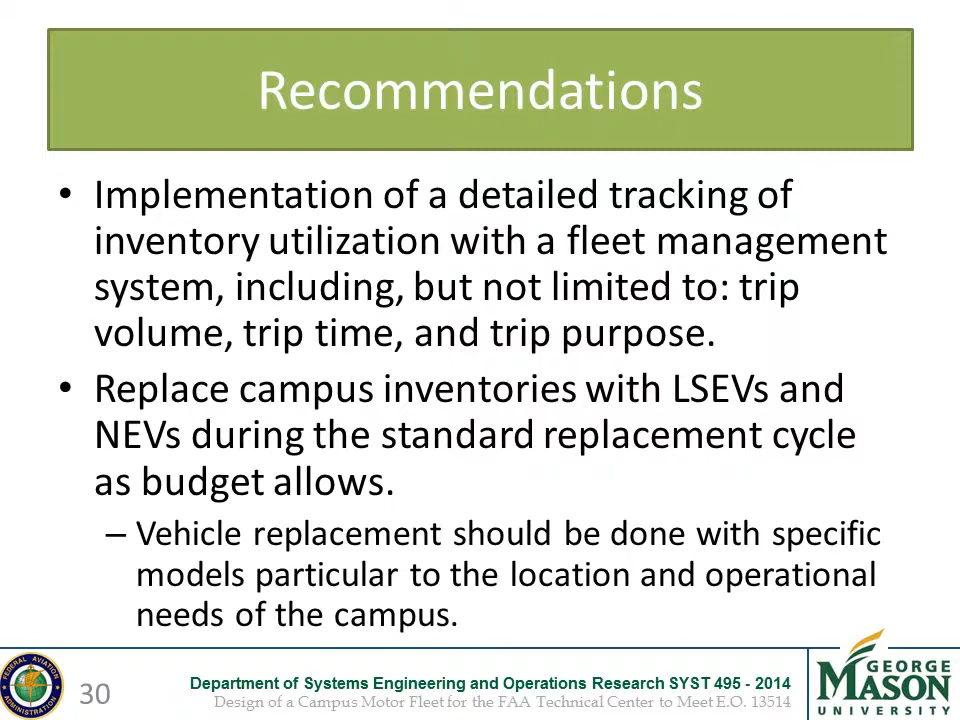 Recommendations
• Implementation of a detailed tracking of
inventory utilization with a fleet management
system, including, but not limited to: trip
volume, trip time, and trip purpose.
• Replace campus inventories with LSEVs and
NEVs during the standard replacement cycle
as budget allows.
– Vehicle replacement should be done with specific
models particular to the location and operational
needs of the campus.
FEDERAL AVIATION
ADMINISTRATION
30
Department of Systems Engineering and Operations Research SYST 495 - 2014
Design of a Campus Motor Fleet for the FAA Technical Center to Meet E.O. 13514
GEORGE
MASON
UNIVERSITY